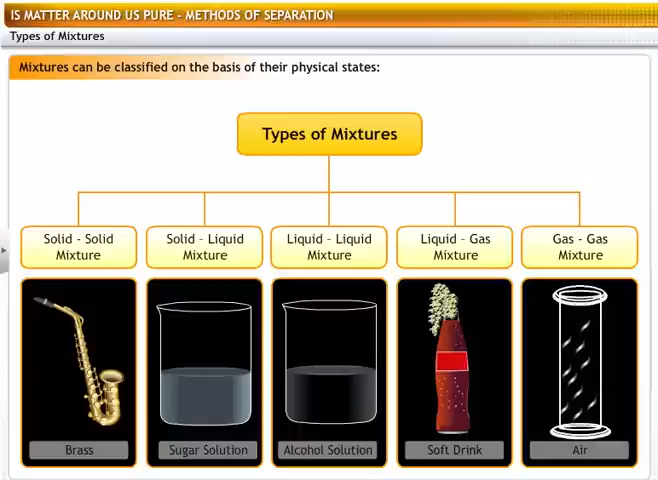 IS MATTER AROUND US PURE - METHODS OF SEPARATION
Types of Mixtures
Mixtures can be classified on the basis of their physical states:
Types of Mixtures
Solid - Solid
Mixture
Solid - Liquid
Mixture
Liquid - Liquid
Mixture
Liquid - Gas
Mixture
Gas - Gas
Mixture
Brass
Sugar Solution
Alcohol Solution
Soft Drink
Air